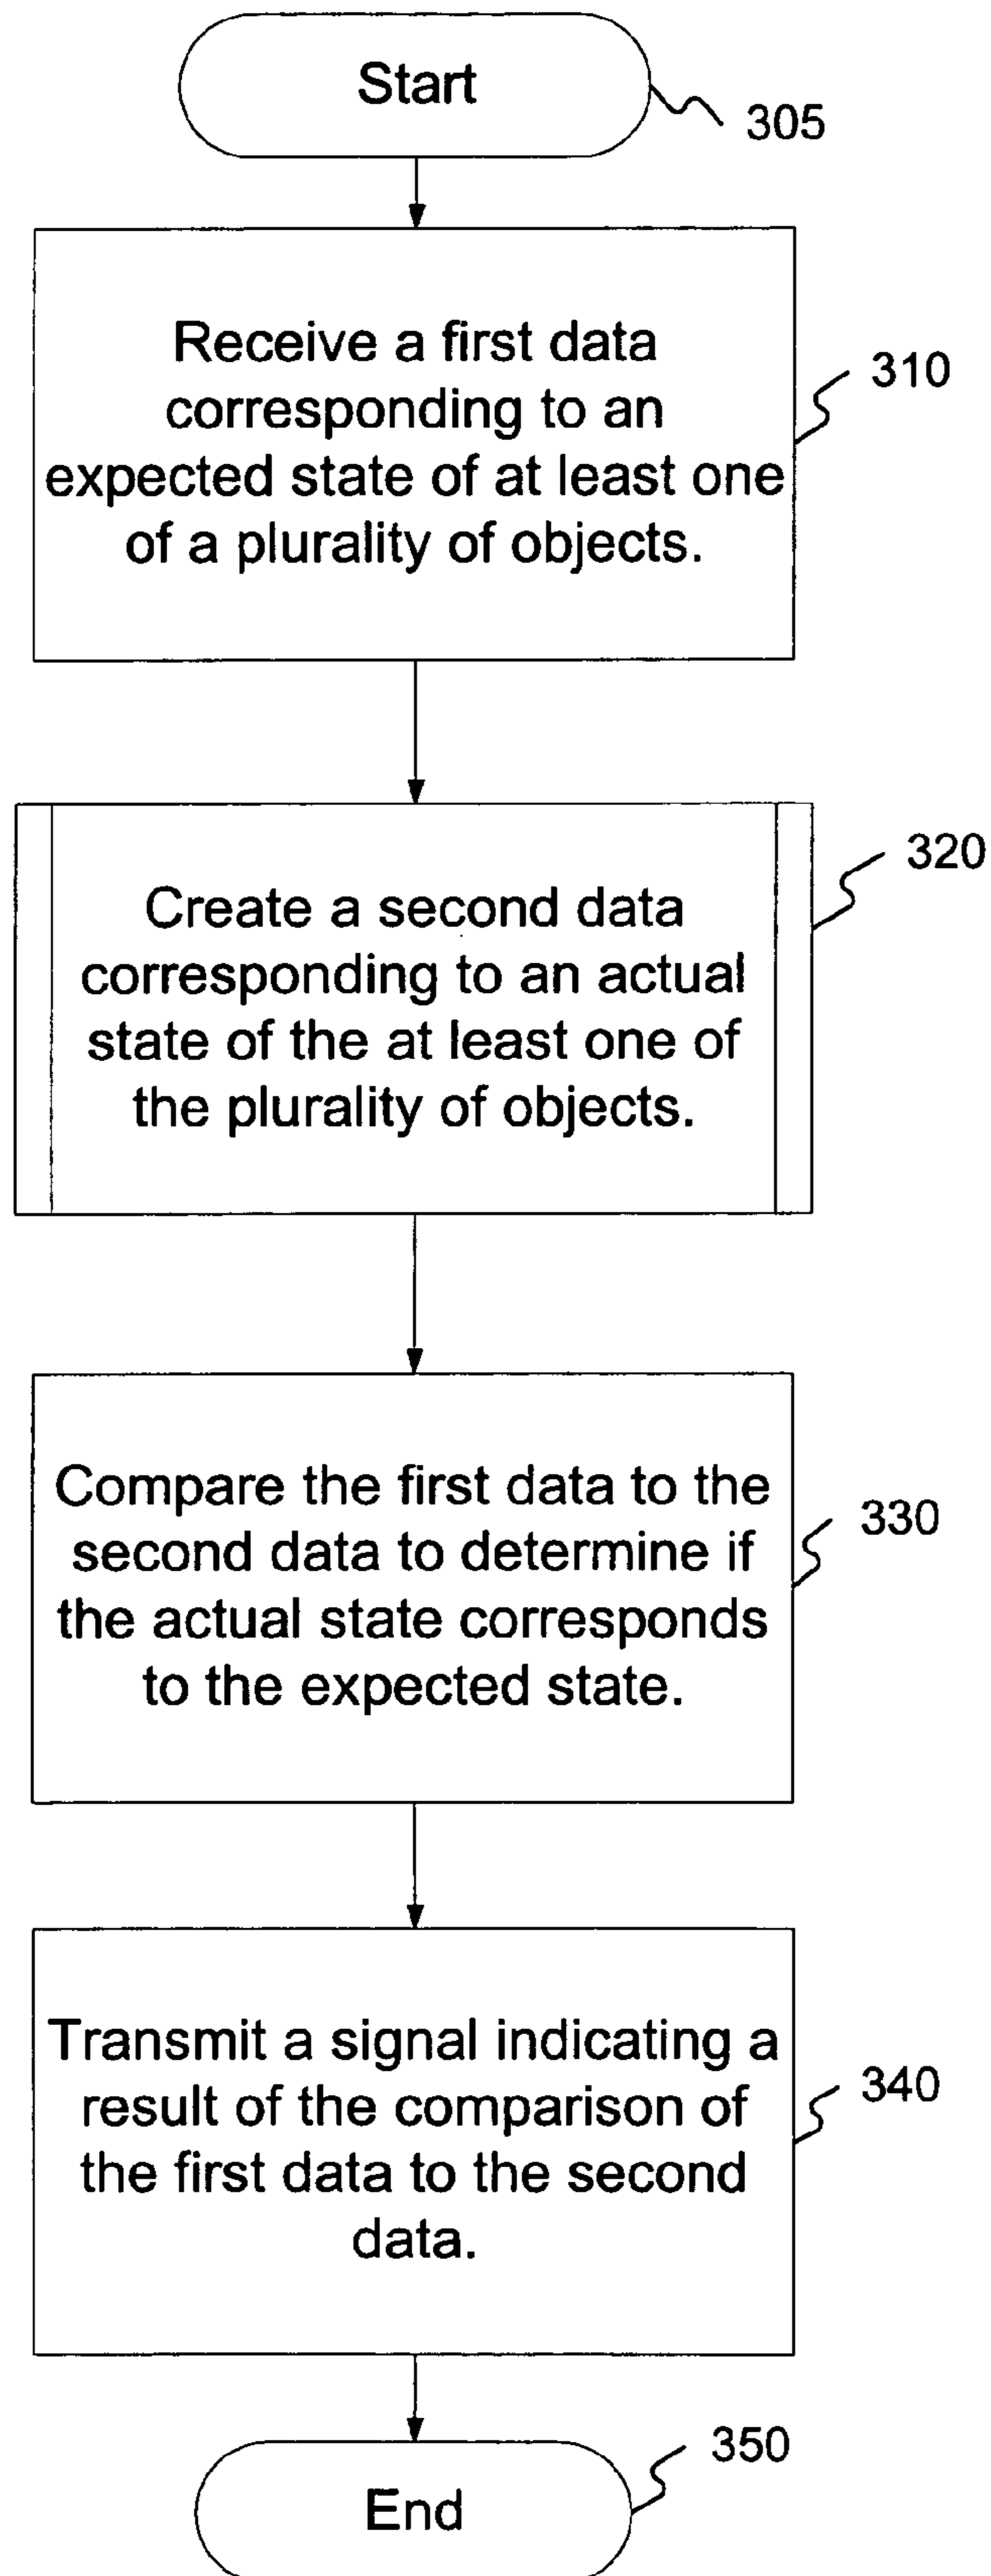 Start
305
Receive a first data
corresponding to an
expected state of at least one
of a plurality of objects.
310
Create a second data
corresponding to an actual
state of the at least one of
the plurality of objects.
320
Compare the first data to the
second data to determine if
the actual state corresponds
to the expected state.
330
Transmit a signal indicating a
result of the comparison of
the first data to the second
data.
340
End
350